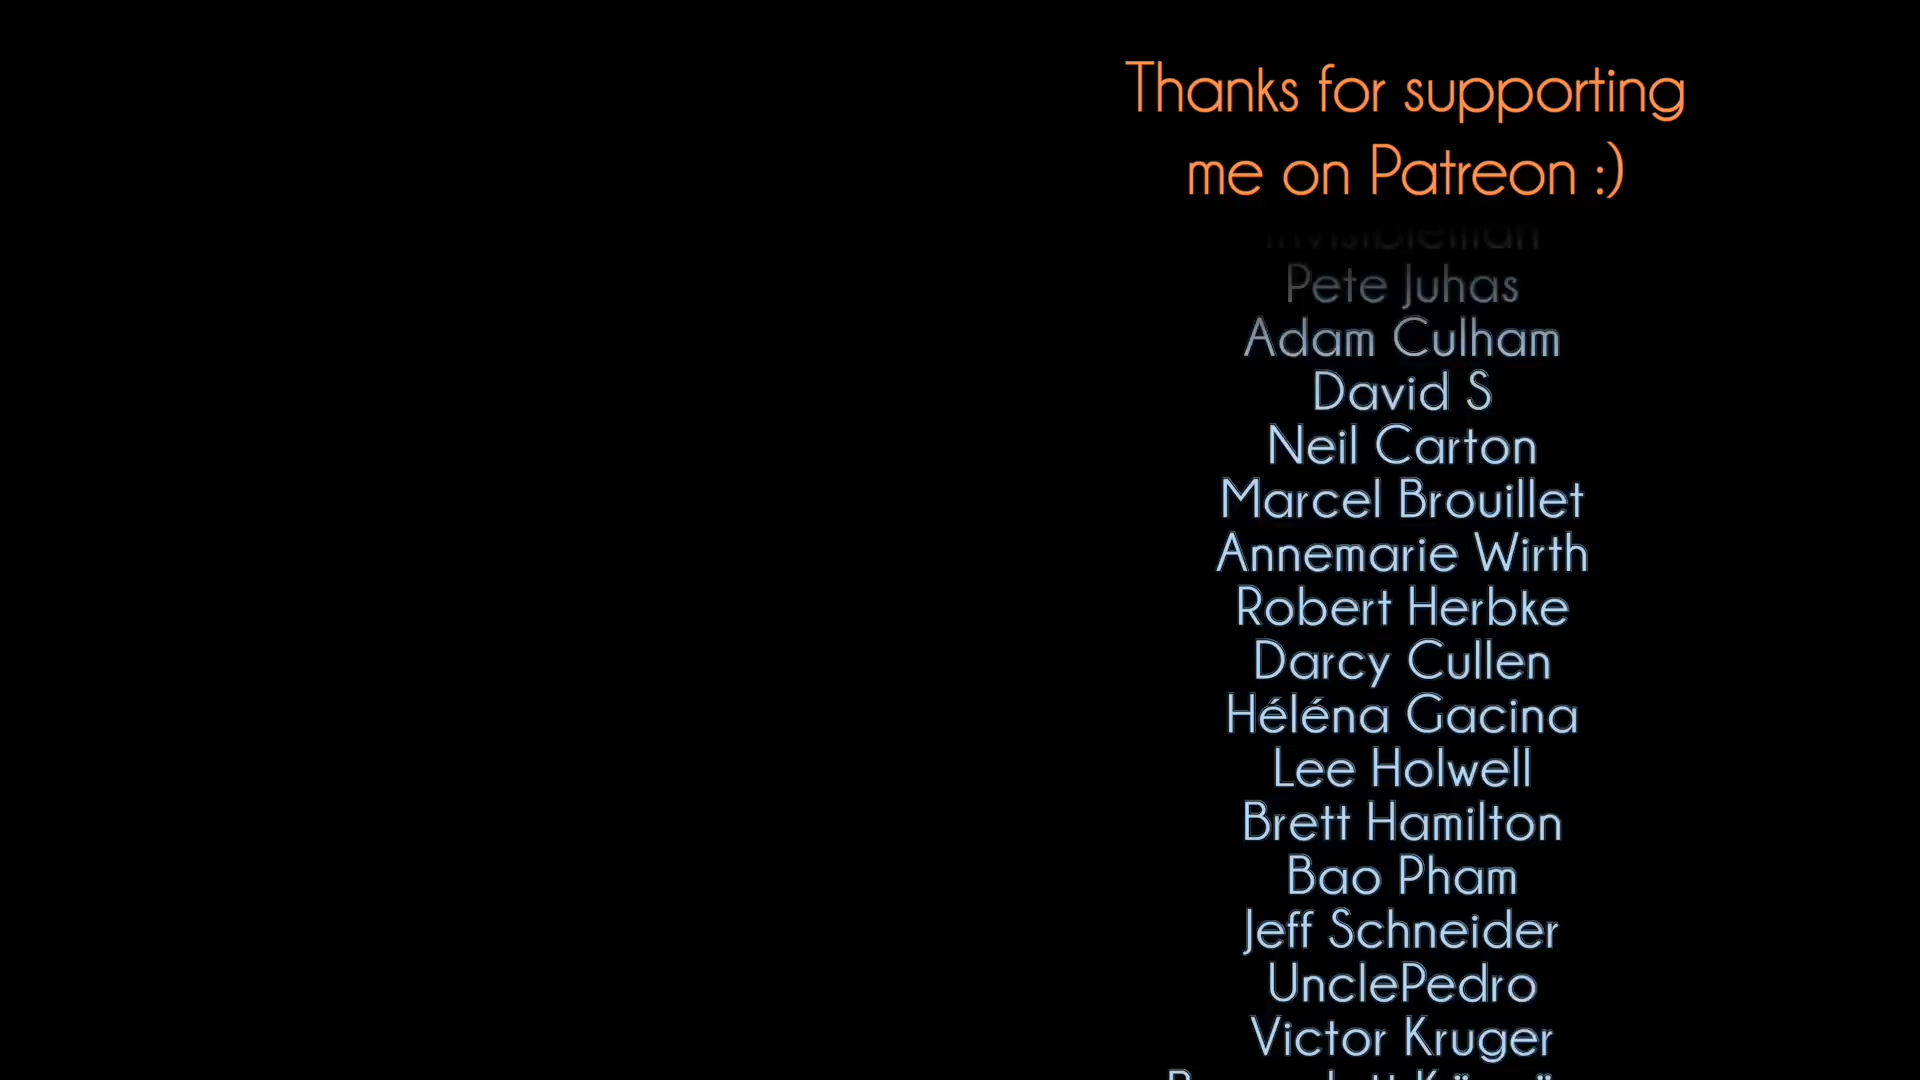 Thanks for supporting
me on Patreon :)
invisibleman
Pete Juhas
Adam Culham
David S
Neil Carton
Marcel Brouillet
Annemarie Wirth
Robert Herbke
Darcy Cullen
Héléna Gacina
Lee Holwell
Brett Hamilton
Bao Pham
Jeff Schneider
UnclePedro
Victor Kruger